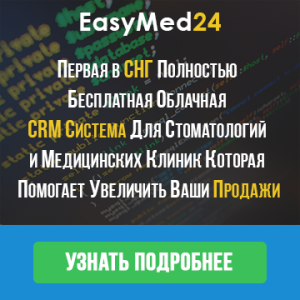 EasyMed24
Первая в СНГ Полностью
Бесплатная Облачная
CRM Система Для Стоматологий
и Медицинских Клиник Которая
Помогает Увеличить Ваши Продажи
УЗНАТЬ ПОДРОБНЕЕ